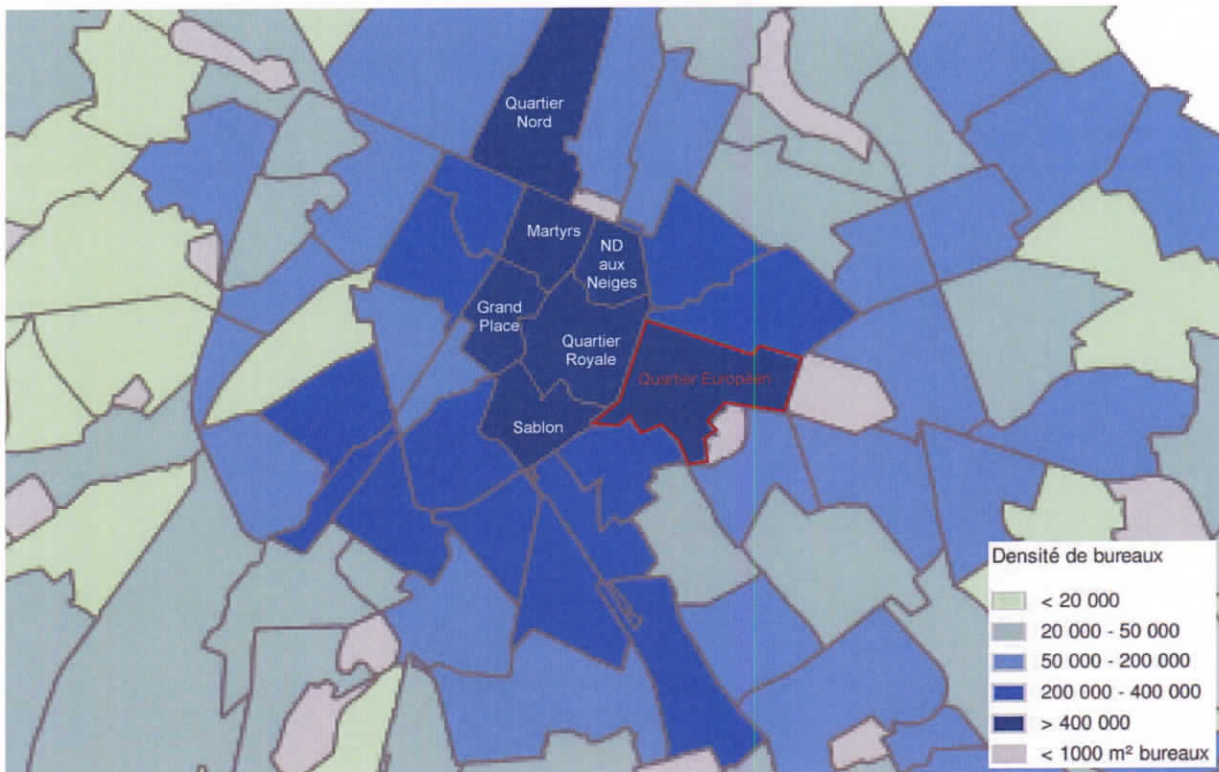 Quartier
Nord
Martyrs
ND
aux
Neiges
Grand
Place
Quartier
Royale
Quartier Européen
Sablon
Densité de bureaux
< 20 000
20 000 - 50 000
50 000 - 200 000
200 000 - 400 000
> 400 000
< 1000 m² bureaux